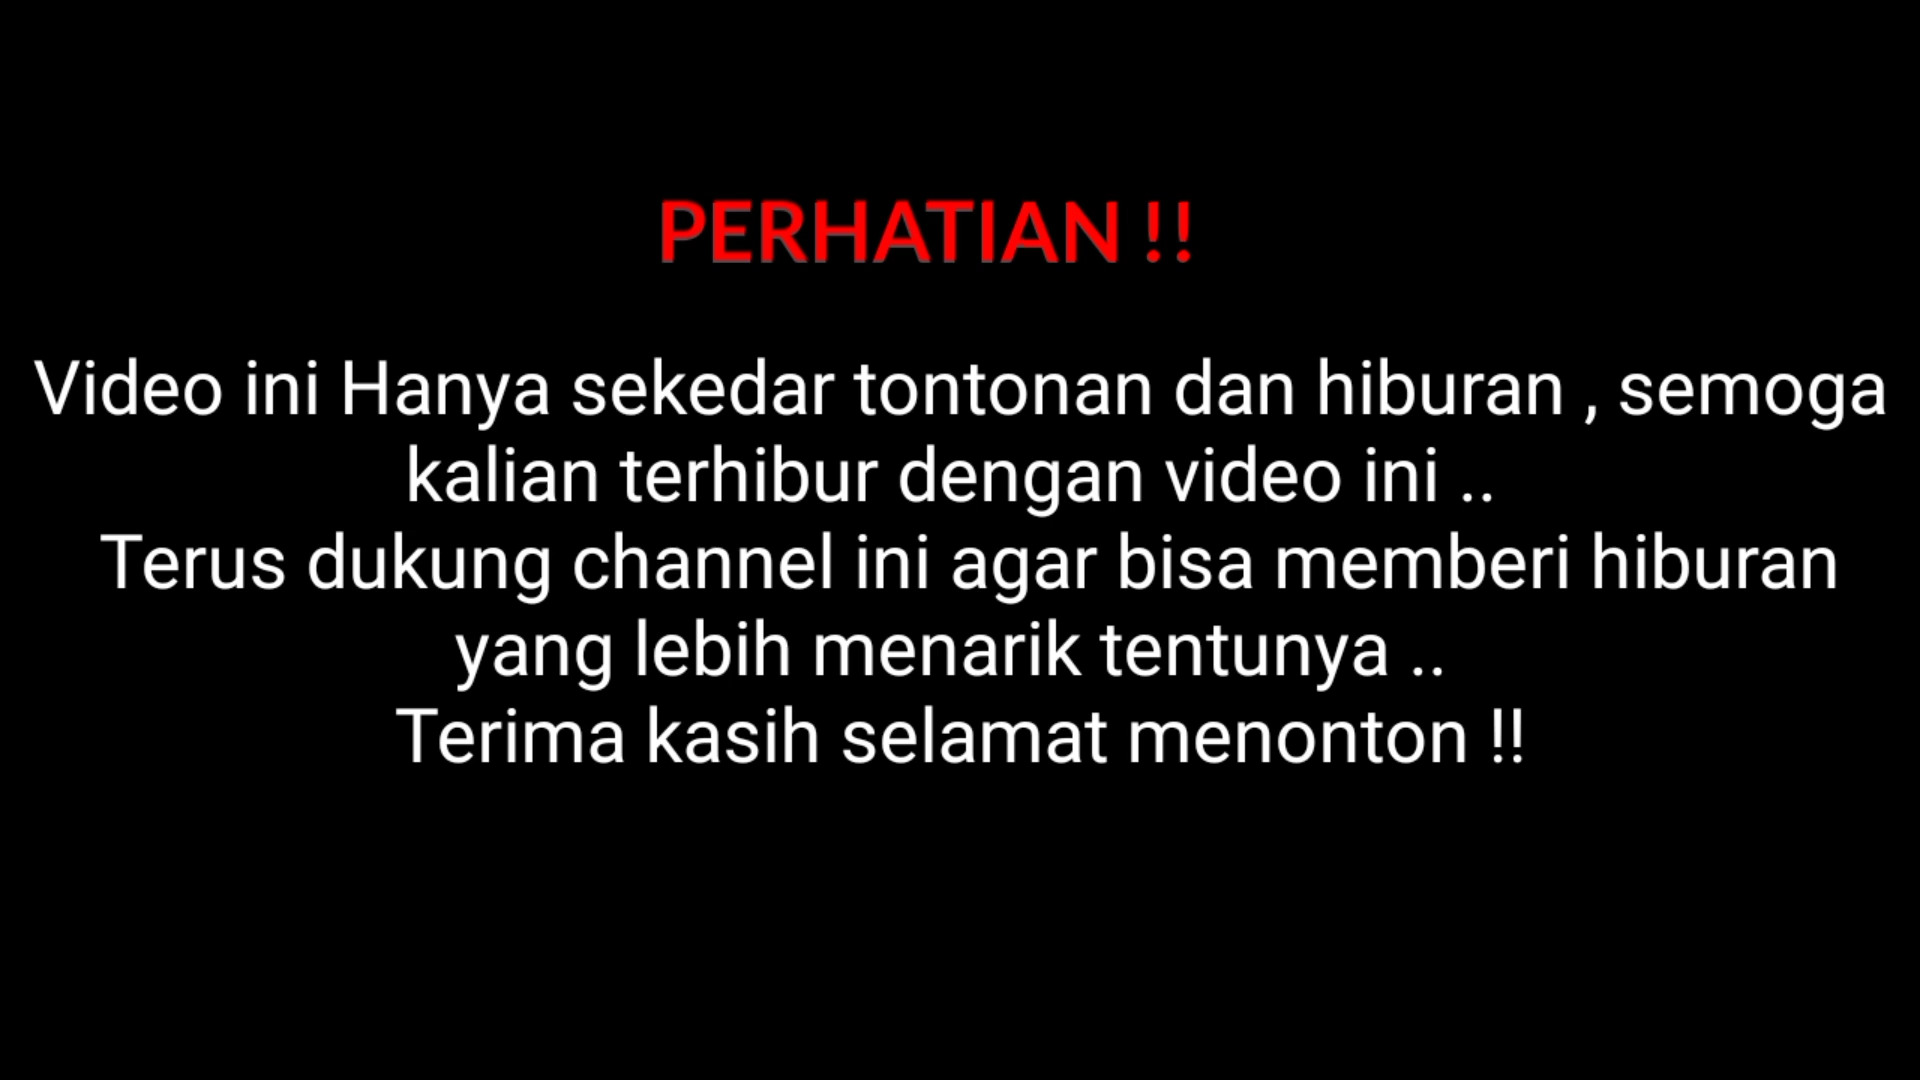 PERHATIAN !!
Video ini Hanya sekedar tontonan dan hiburan , semoga
kalian terhibur dengan video ini ..
Terus dukung channel ini agar bisa memberi hiburan
yang lebih menarik tentunya ..
Terima kasih selamat menonton !!